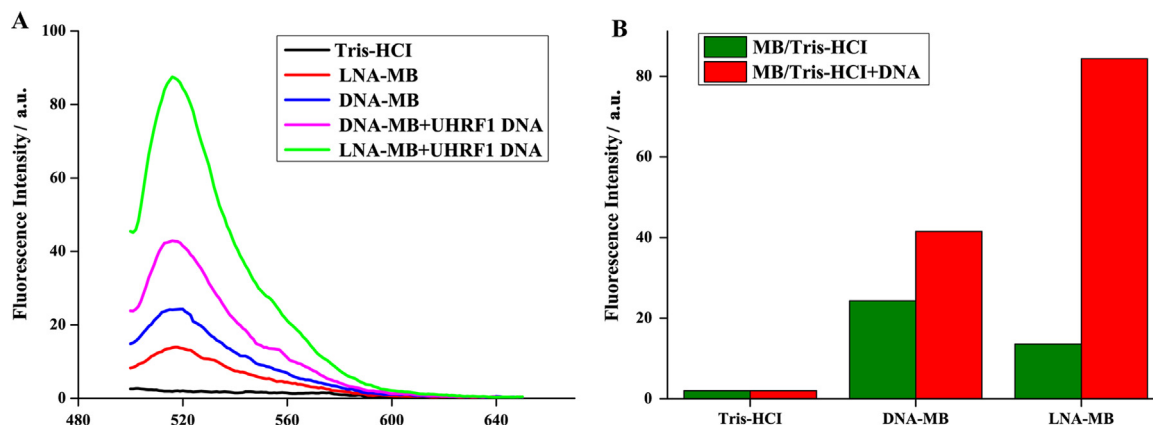 A
Fluorescence Intensity / a.u.
100
80
60
40
20
0
480
520
560
600
640
Tris-HCI
LNA-MB
DNA-MB
DNA-MB+UHRF1 DNA
LNA-MB+UHRF1 DNA
B
Fluorescence Intensity / a.u.
80
60
40
20
0
Tris-HCI
DNA-MB
LNA-MB
MB/Tris-HCI
MB/Tris-HCI+DNA